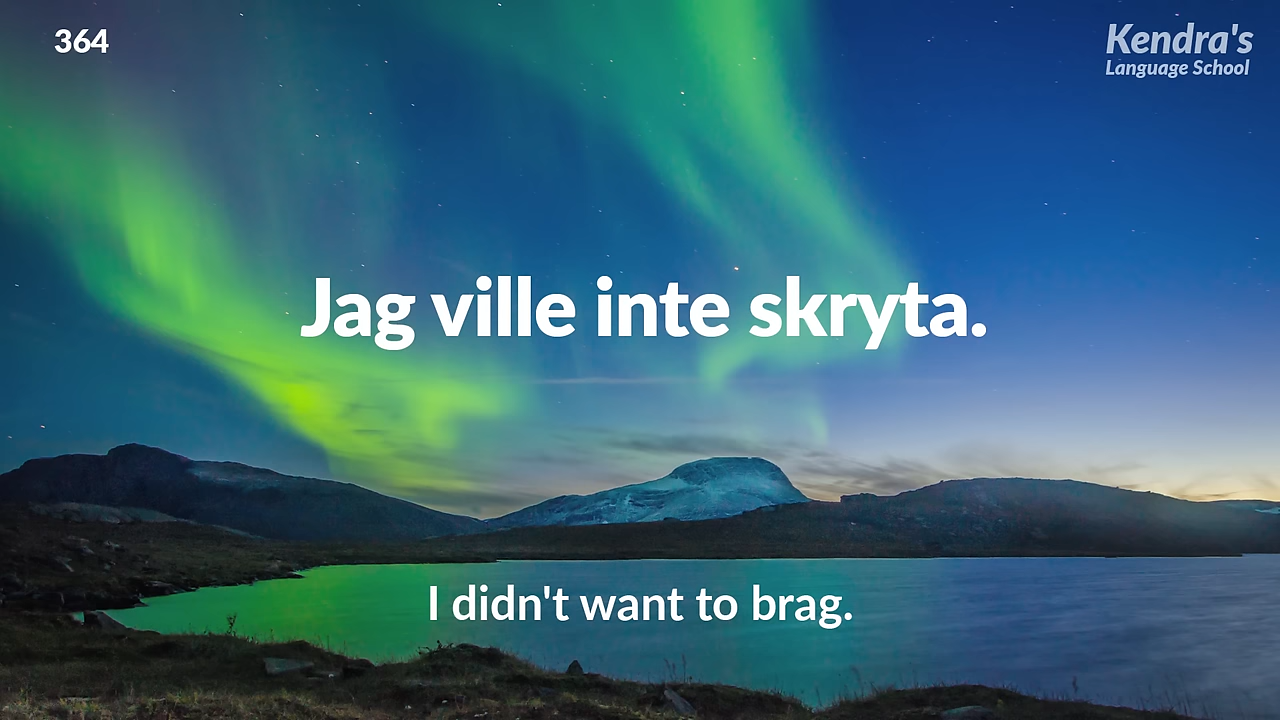 364
Kendra's
Language School
Jag ville inte skryta.
I didn't want to brag.